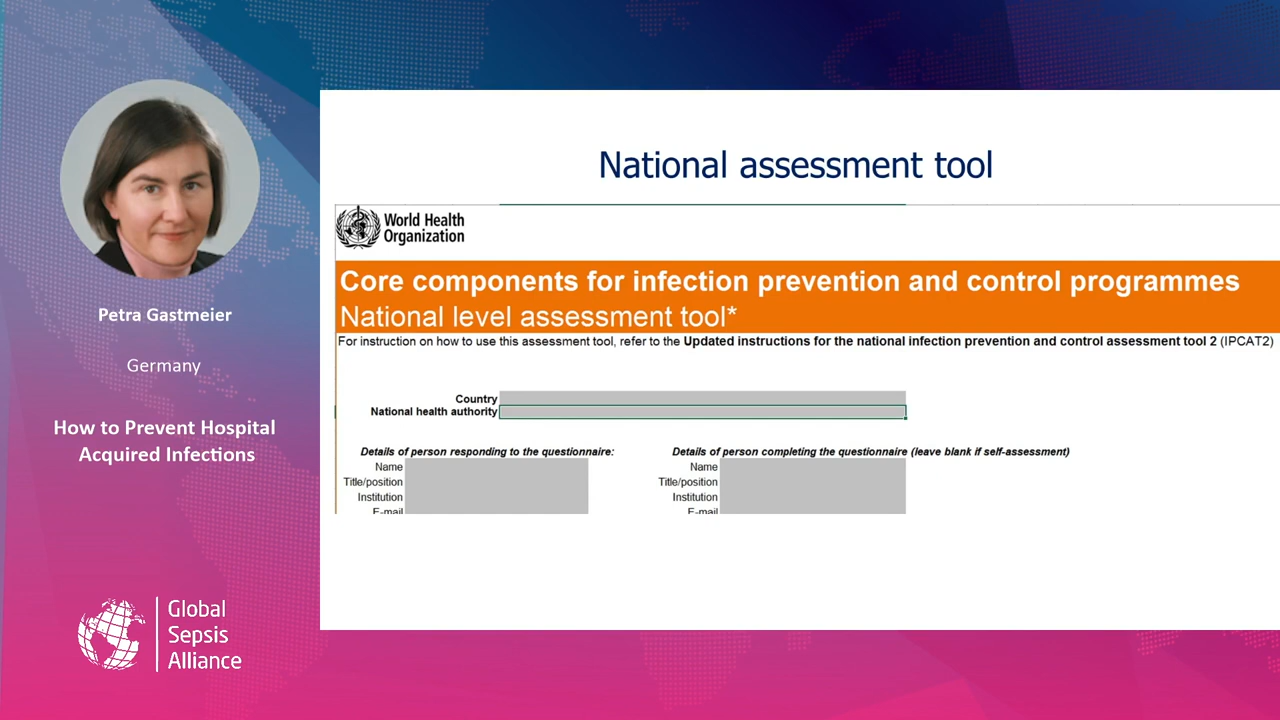 Petra Gastmeier
Germany
How to Prevent Hospital
Acquired Infections
Global
Sepsis
Alliance
National assessment tool
World Health
Organization
Core components for infection prevention and control programmes
National level assessment tool*
For instruction on how to use this assessment tool, refer to the Updated instructions for the national infection prevention and control assessment tool 2 (IPCAT2)
Country
National health authority
Details of person responding to the questionnaire:
Name
Title/position
Institution
E-mail
Details of person completing the questionnaire (leave blank if self-assessment)
Name
Title/position
Institution
E-mail